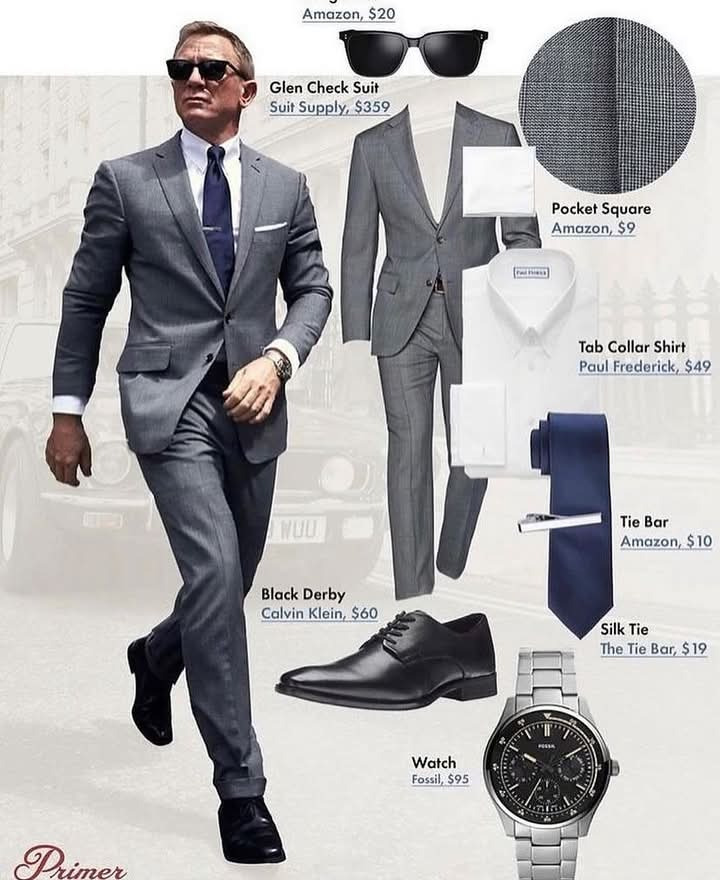 Amazon, $20
Glen Check Suit
Suit Supply, $359
Pocket Square
Amazon, $9
Paul Fredrick
Tab Collar Shirt
Paul Frederick, $49
Tie Bar
Amazon, $10
Black Derby
Calvin Klein, $60
Silk Tie
The Tie Bar, $19
WUU
Watch
Fossil, $95
FOSSIL
Primer